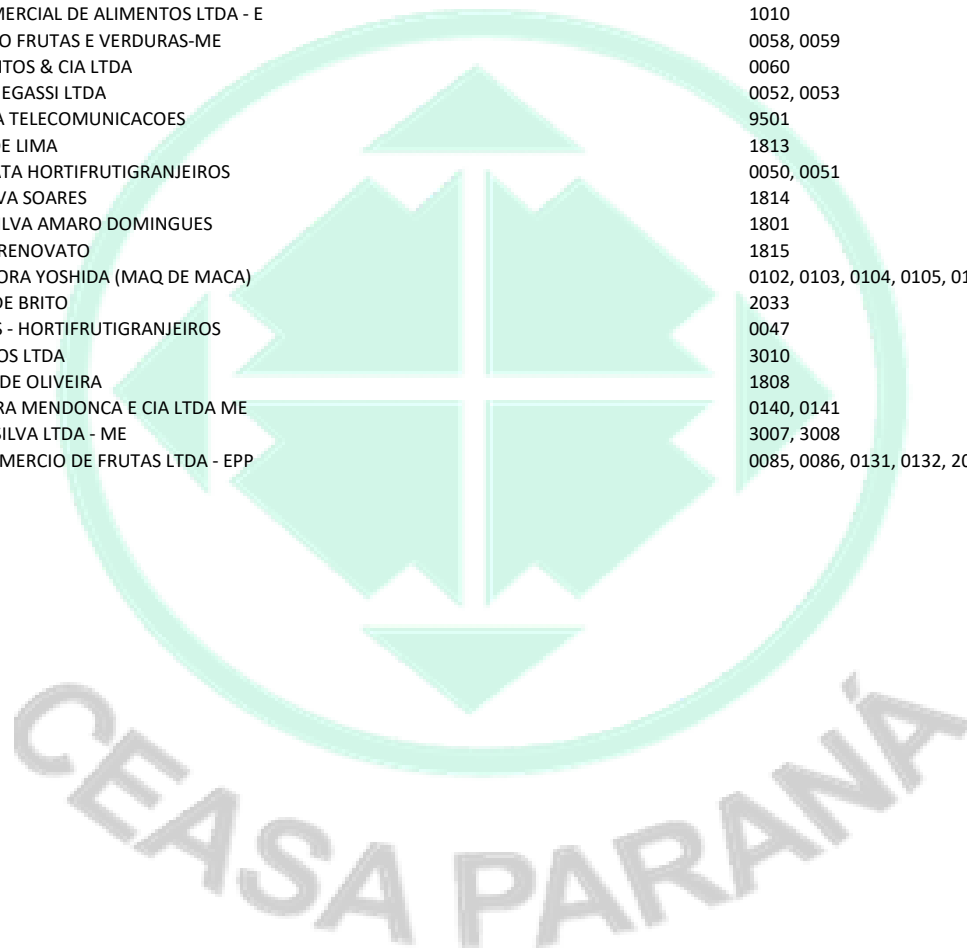 MERCIAL DE ALIMENTOS LTDA - E 1010
O FRUTAS E VERDURAS-ME 0058, 0059
NTOS & CIA LTDA 0060
EGASSI LTDA 0052, 0053
A TELECOMUNICACOES 9501
DE LIMA 1813
ATA HORTIFRUTIGRANJEIROS 0050, 0051
VA SOARES 1814
ILVA AMARO DOMINGUES 1801
RENOVATO 1815
ORA YOSHIDA (MAQ DE MACA) 0102, 0103, 0104, 0105, 01
DE BRITO 2033
S - HORTIFRUTIGRANJEIROS 0047
OS LTDA 3010
DE OLIVEIRA 1808
RA MENDONCA E CIA LTDA ME 0140, 0141
SILVA LTDA - ME 3007, 3008
MERCIO DE FRUTAS LTDA - EPP 0085, 0086, 0131, 0132, 20
CEASA PARANÁ